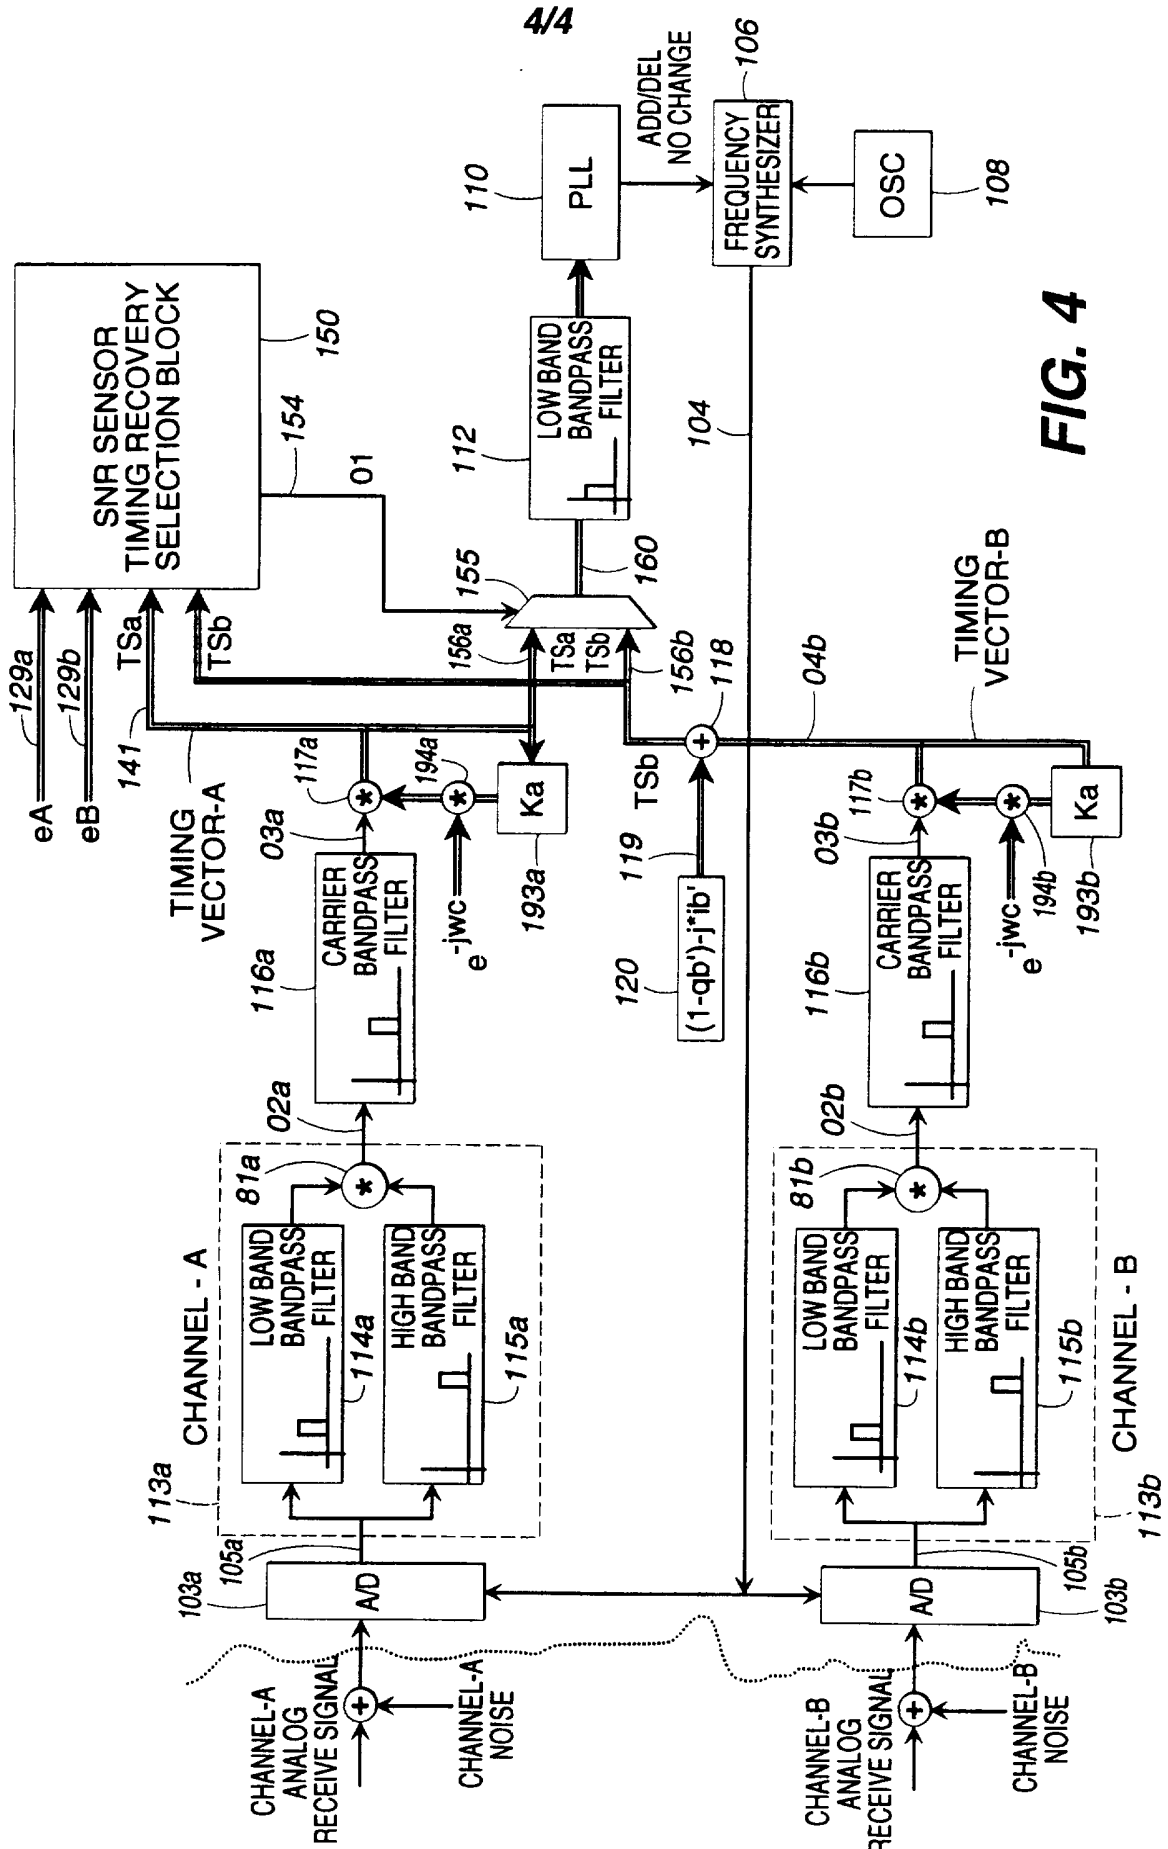 4/4
eA
129a
eB
129b
141
TSa
TSb
SNR SENSOR
TIMING RECOVERY
SELECTION BLOCK
150
154
01
TIMING
VECTOR-A
CHANNEL - A
113a
103a
A/D
105a
CHANNEL-A
ANALOG
RECEIVE SIGNAL
+
CHANNEL-A
NOISE
LOW BAND
BANDPASS
FILTER
114a
HIGH BAND
BANDPASS
FILTER
115a
81a
*
02a
116a
CARRIER
BANDPASS
FILTER
03a
117a
*
194a
*
e-jwc
Ka
193a
156a
TSa
TSb
156b
155
160
112
LOW BAND
BANDPASS
FILTER
110
PLL
ADD/DEL
NO CHANGE
106
FREQUENCY
SYNTHESIZER
OSC
108
104
120
(1-qb')-j*ib'
119
TSb
+
118
04b
TIMING
VECTOR-B
CHANNEL-B
ANALOG
RECEIVE SIGNAL
+
CHANNEL-B
NOISE
A/D
103b
105b
113b
CHANNEL - B
LOW BAND
BANDPASS
FILTER
114b
HIGH BAND
BANDPASS
FILTER
115b
81b
*
02b
116b
CARRIER
BANDPASS
FILTER
03b
117b
*
194b
*
e-jwc
Ka
193b
FIG. 4